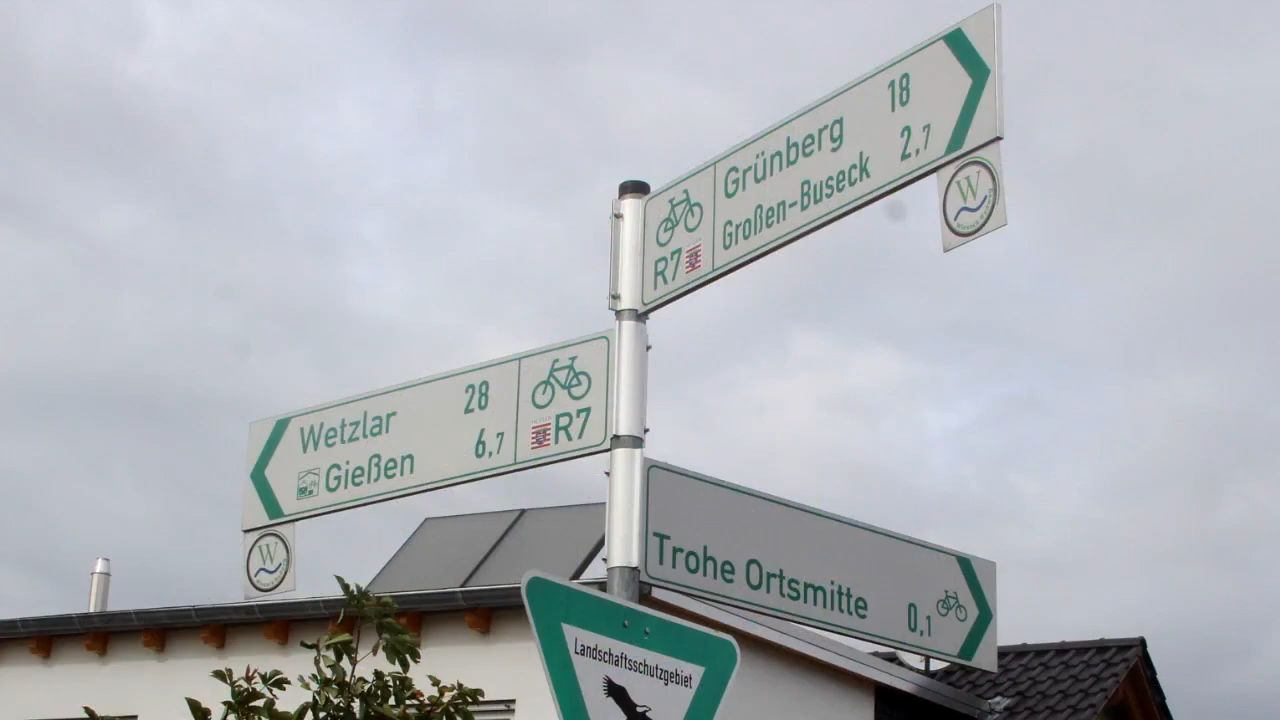 Grünberg 18
Großen-Buseck 2,7
R7
W
Wetzlar 28
Gießen 6,7
R7
W
Trohe Ortsmitte 0,1
Landschaftsschutzgebiet